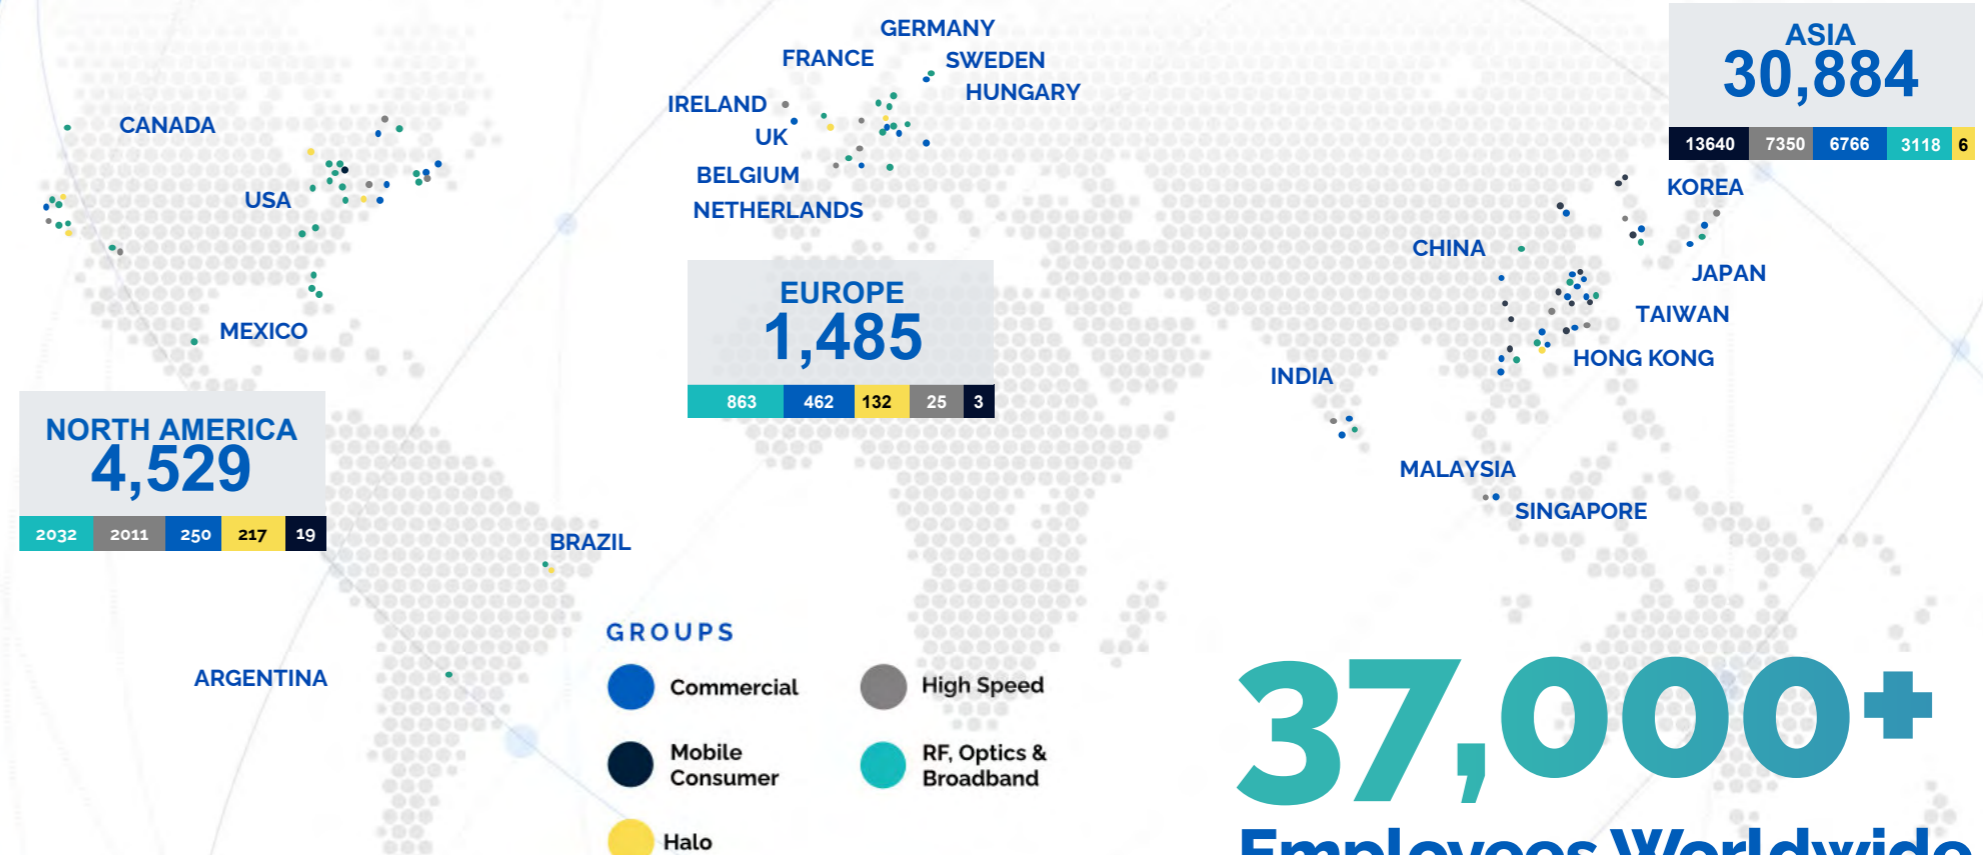 GERMANY
FRANCE
SWEDEN
HUNGARY
IRELAND
UK
BELGIUM
NETHERLANDS
CANADA
USA
MEXICO
ASIA
30,884
13640 7350 6766 3118 6
KOREA
CHINA
JAPAN
TAIWAN
HONG KONG
INDIA
MALAYSIA
SINGAPORE
EUROPE
1,485
863 462 132 25 3
NORTH AMERICA
4,529
2032 2011 250 217 19
BRAZIL
ARGENTINA
GROUPS
Commercial
High Speed
Mobile
Consumer
RF, Optics &
Broadband
Halo
37,000+
Employees Worldwide